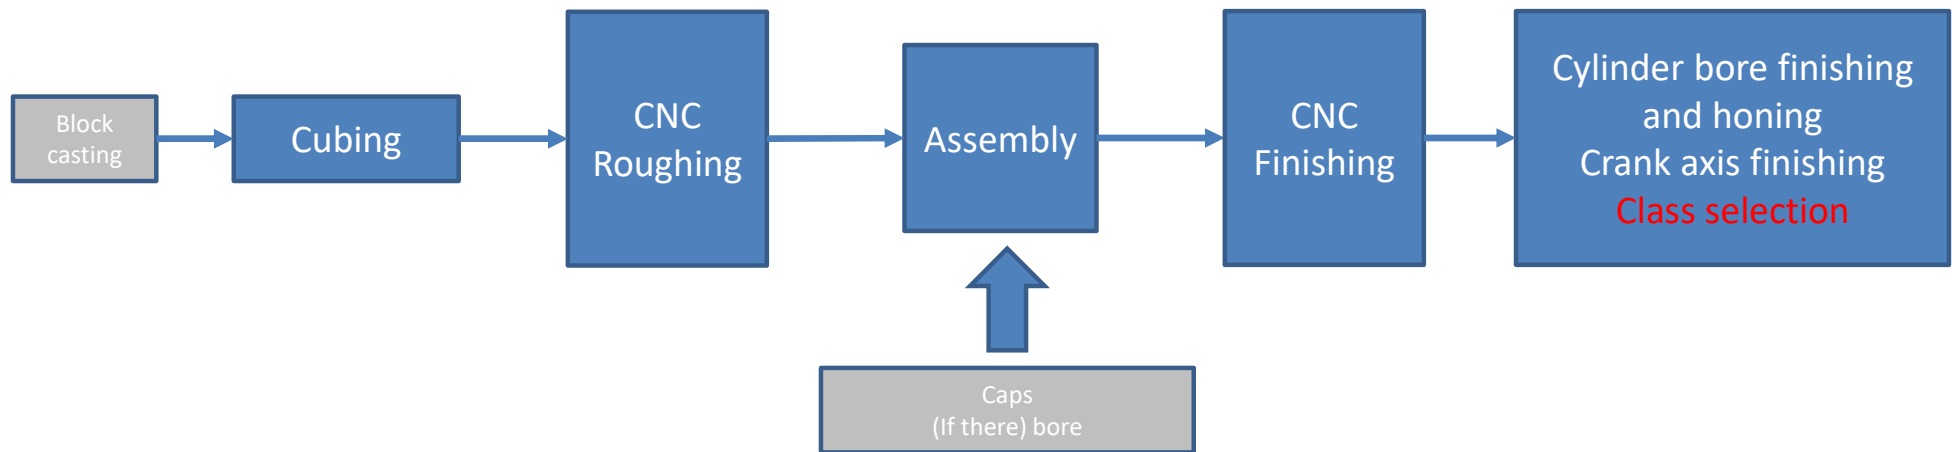 Block
casting
Cubing
CNC
Roughing
Assembly
CNC
Finishing
Cylinder bore finishing
and honing
Crank axis finishing
Class selection
Caps
(If there) bore